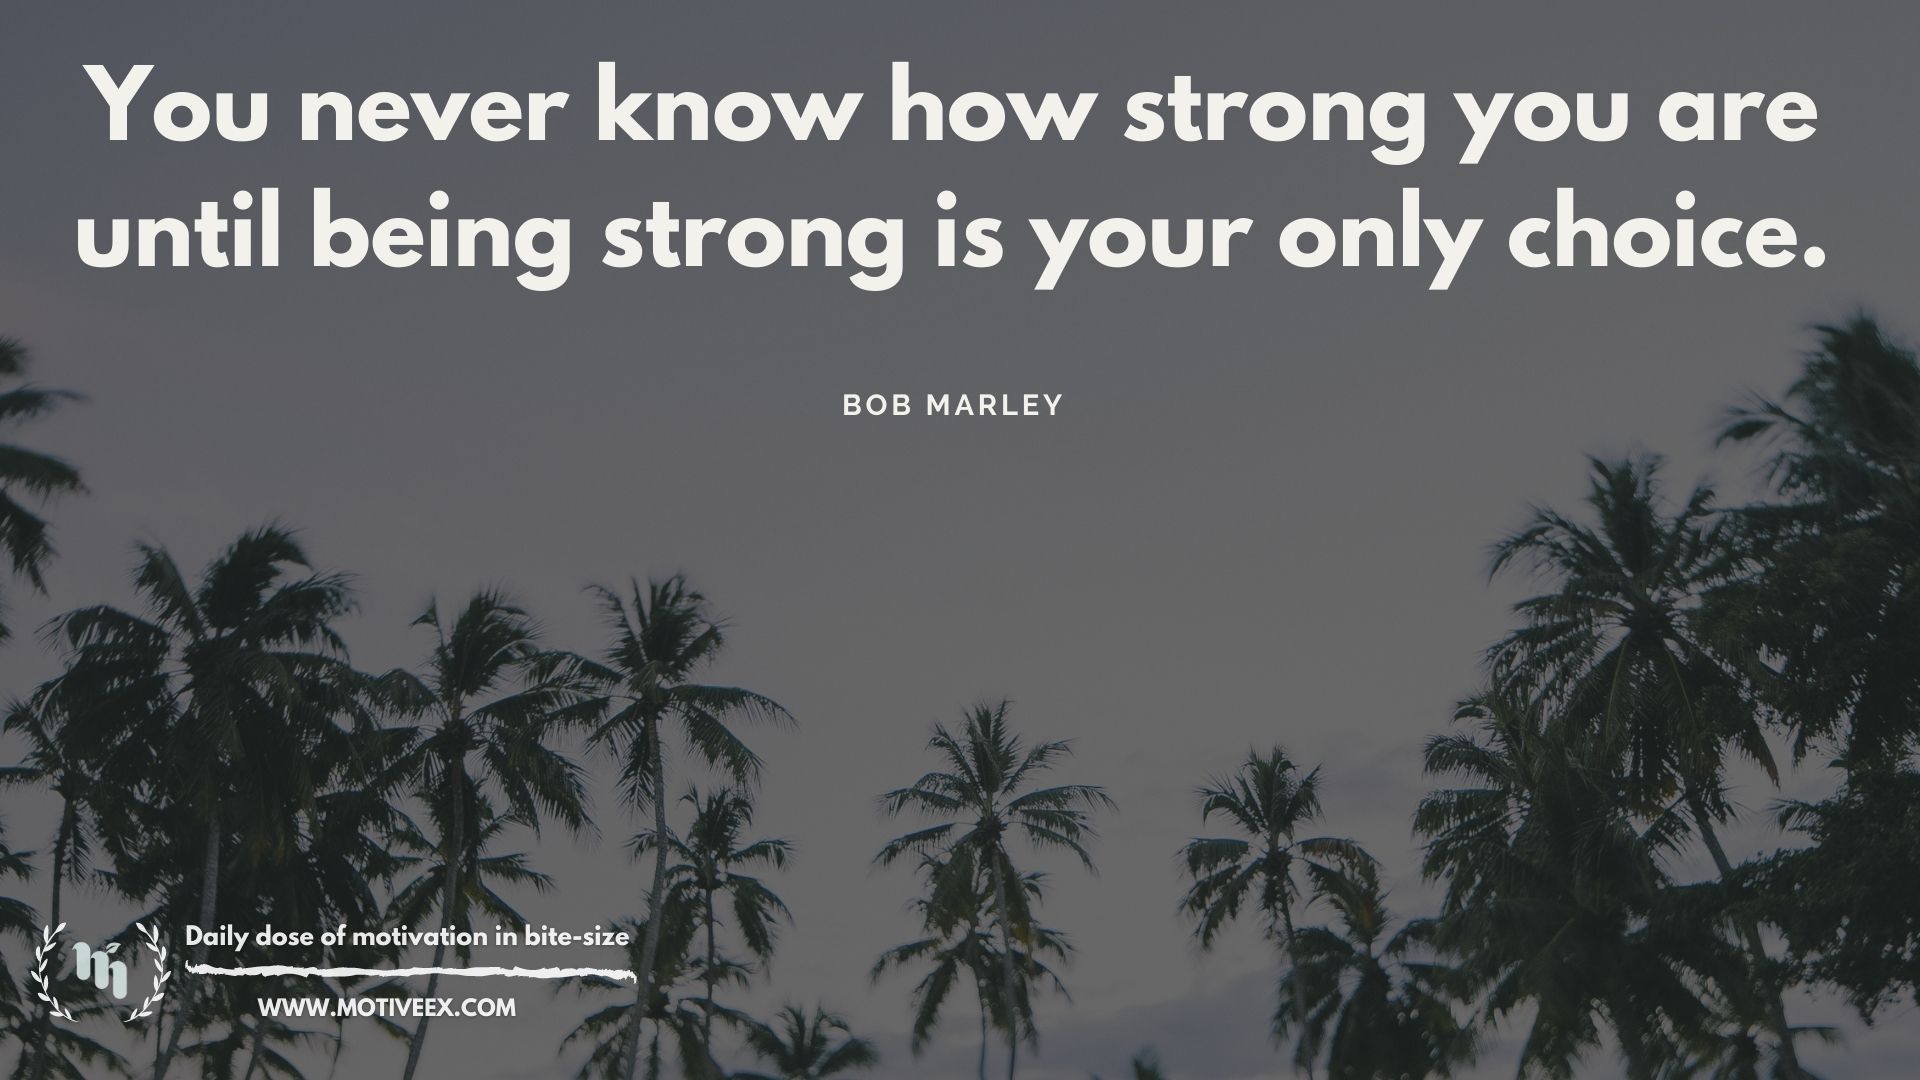 You never know how strong you are
until being strong is your only choice.
BOB MARLEY
Daily dose of motivation in bite-size
WWW.MOTIVEEX.COM